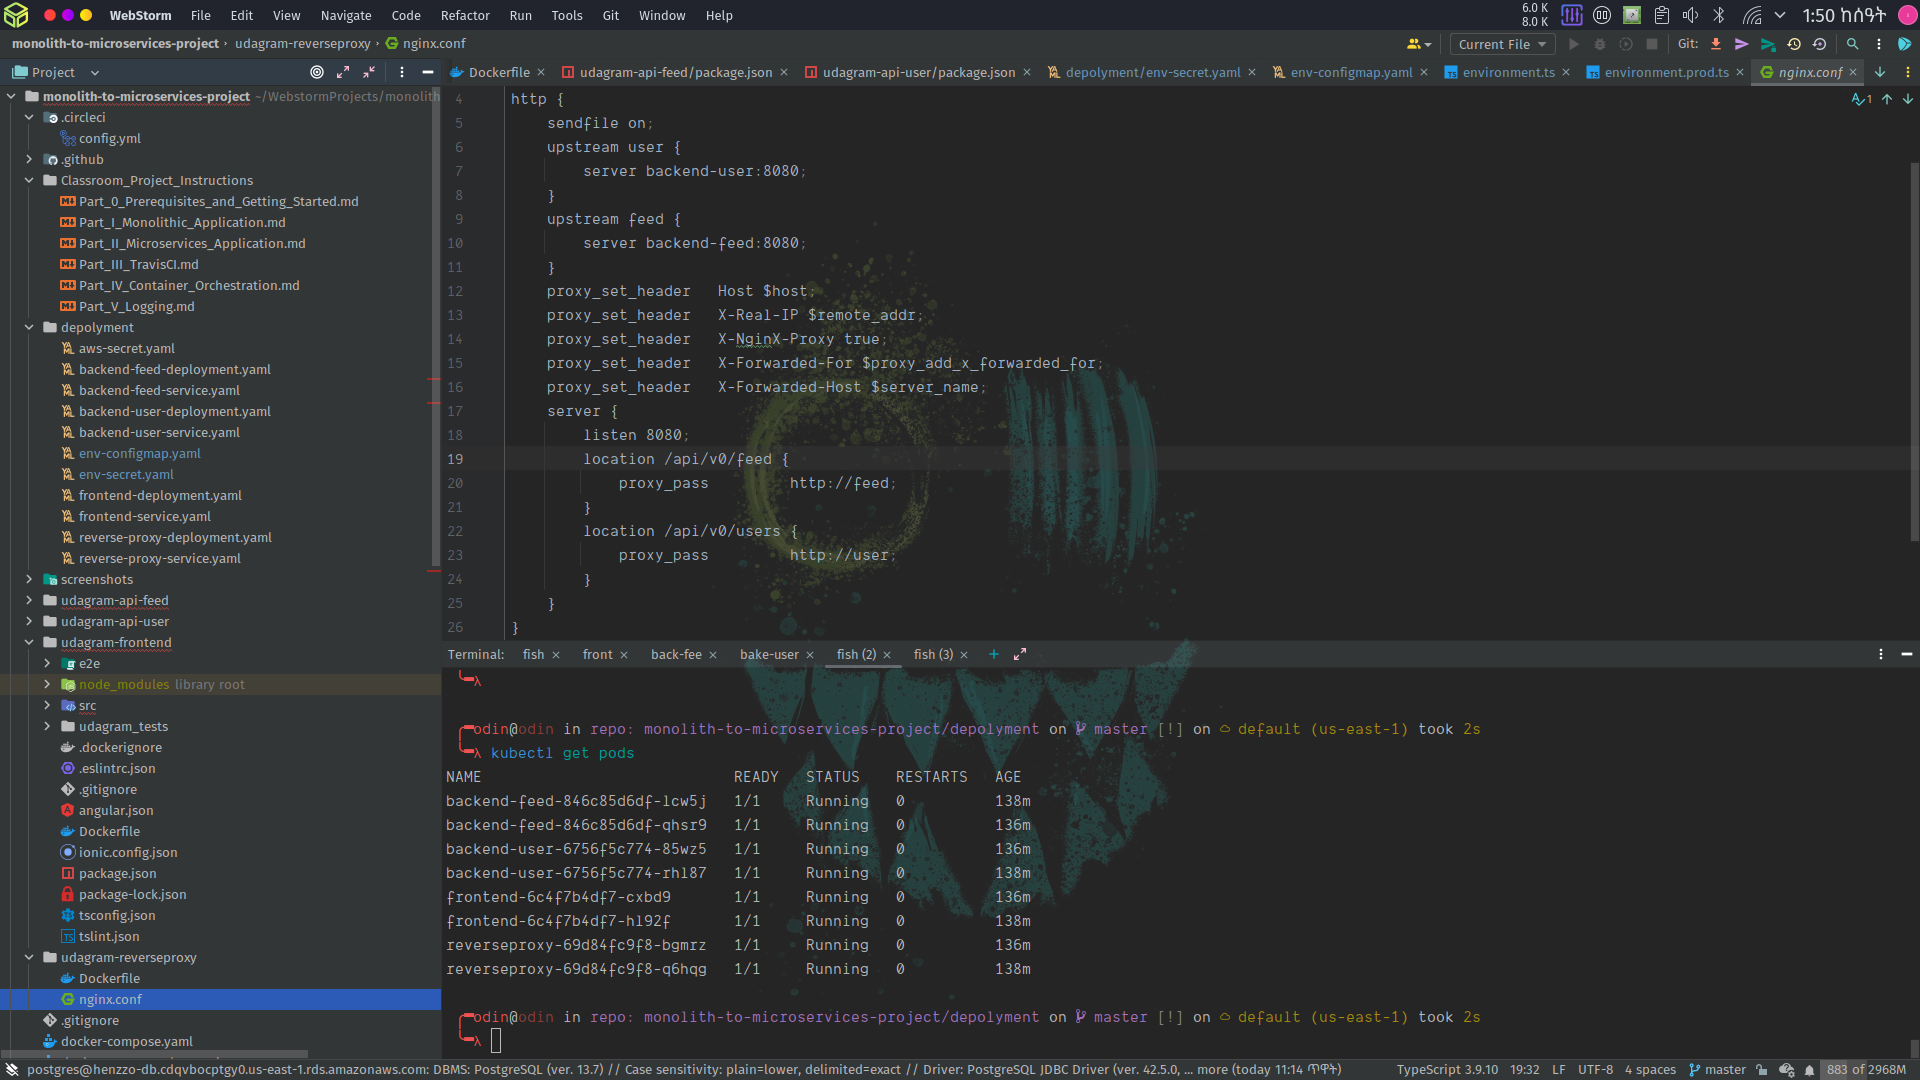 WebStorm File Edit View Navigate Code Refactor Run Tools Git Window Help
6.0 K
8.0 K
1:50 ከሰዓት
monolith-to-microservices-project udagram-reverseproxy nginx.conf
Current File
Git:
Project
Dockerfile
udagram-api-feed/package.json
udagram-api-user/package.json
depolyment/env-secret.yaml
env-configmap.yaml
environment.ts
environment.prod.ts
nginx.conf
monolith-to-microservices-project ~/WebstormProjects/monolith
.circleci
config.yml
.github
Classroom_Project_Instructions
Part_0_Prerequisites_and_Getting_Started.md
Part_I_Monolithic_Application.md
Part_II_Microservices_Application.md
Part_III_TravisCI.md
Part_IV_Container_Orchestration.md
Part_V_Logging.md
depolyment
aws-secret.yaml
backend-feed-deployment.yaml
backend-feed-service.yaml
backend-user-deployment.yaml
backend-user-service.yaml
env-configmap.yaml
env-secret.yaml
frontend-deployment.yaml
frontend-service.yaml
reverse-proxy-deployment.yaml
reverse-proxy-service.yaml
screenshots
udagram-api-feed
udagram-api-user
udagram-frontend
e2e
node_modules library root
src
udagram_tests
.dockerignore
.eslintrc.json
.gitignore
angular.json
Dockerfile
ionic.config.json
package.json
package-lock.json
tsconfig.json
tslint.json
udagram-reverseproxy
Dockerfile
nginx.conf
.gitignore
docker-compose.yaml
1
4 http {
5 sendfile on;
6 upstream user {
7 server backend-user:8080;
8 }
9 upstream feed {
10 server backend-feed:8080;
11 }
12 proxy_set_header Host $host;
13 proxy_set_header X-Real-IP $remote_addr;
14 proxy_set_header X-NginX-Proxy true;
15 proxy_set_header X-Forwarded-For $proxy_add_x_forwarded_for;
16 proxy_set_header X-Forwarded-Host $server_name;
17 server {
18 listen 8080;
19 location /api/v0/feed {
20 proxy_pass http://feed;
21 }
22 location /api/v0/users {
23 proxy_pass http://user;
24 }
25 }
26 }
Terminal: fish front back-fee bake-user fish (2) fish (3)
λ
odin@odin in repo: monolith-to-microservices-project/depolyment on master [!] on default (us-east-1) took 2s
λ kubectl get pods
NAME READY STATUS RESTARTS AGE
backend-feed-846c85d6df-lcw5j 1/1 Running 0 138m
backend-feed-846c85d6df-qhsr9 1/1 Running 0 136m
backend-user-6756f5c774-85wz5 1/1 Running 0 136m
backend-user-6756f5c774-rhl87 1/1 Running 0 138m
frontend-6c4f7b4df7-cxbd9 1/1 Running 0 136m
frontend-6c4f7b4df7-hl92f 1/1 Running 0 138m
reverseproxy-69d84fc9f8-bgmrz 1/1 Running 0 136m
reverseproxy-69d84fc9f8-q6hqg 1/1 Running 0 138m
odin@odin in repo: monolith-to-microservices-project/depolyment on master [!] on default (us-east-1) took 2s
λ
postgres@henzzo-db.cdqvbocptgy0.us-east-1.rds.amazonaws.com: DBMS: PostgreSQL (ver. 13.7) // Case sensitivity: plain=lower, delimited=exact // Driver: PostgreSQL JDBC Driver (ver. 42.5.0, ... more (today 11:14 ጥዋት)
TypeScript 3.9.10 19:32 LF UTF-8 4 spaces master 883 of 2968M